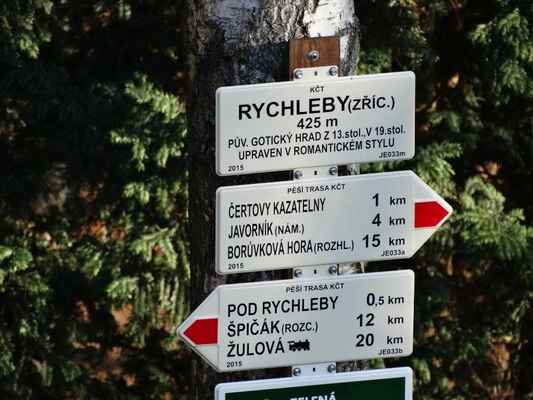 KČT
RYCHLEBY (ZŘÍC.)
425 m
PŮV. GOTICKÝ HRAD Z 13.stol., V 19.stol.
UPRAVEN V ROMANTICKÉM STYLU
2015 JE033m
PĚŠÍ TRASA KČT
ČERTOVY KAZATELNY 1 km
JAVORNÍK (NÁM.) 4 km
BORŮVKOVÁ HORA (ROZHL.) 15 km
2015 JE033a
PĚŠÍ TRASA KČT
POD RYCHLEBY 0,5 km
ŠPIČÁK (ROZC.) 12 km
ŽULOVÁ 20 km
2015 JE033b
ZELENÁ